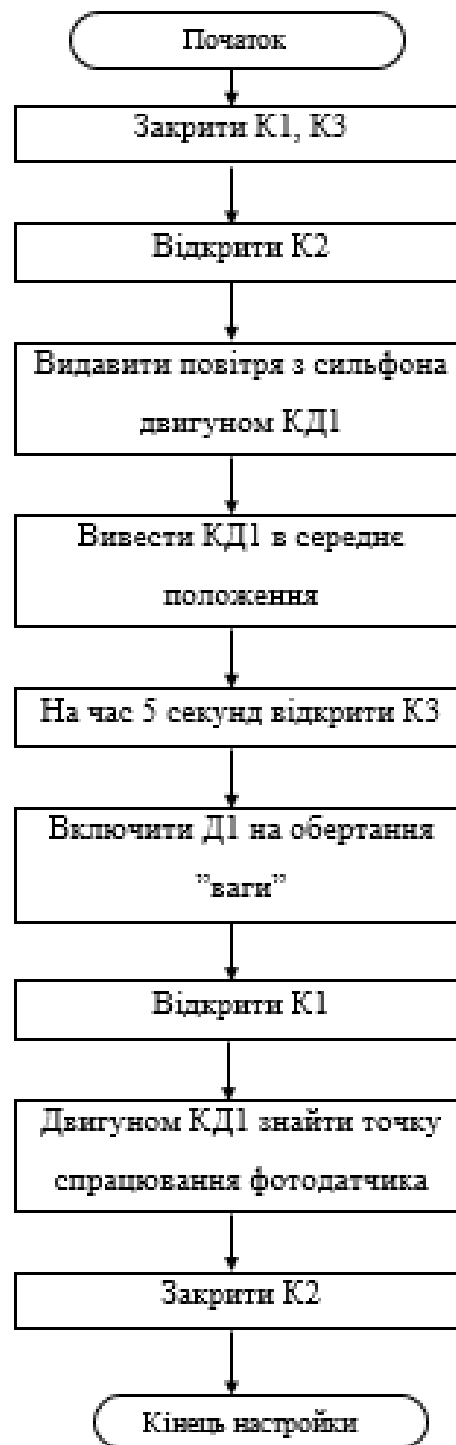 Початок
Закрити К1, К3
Відкрити К2
Видавити повітря з сильфона
двигуном КД1
Вивести КД1 в середнє
положення
На час 5 секунд відкрити К3
Включити Д1 на обертання
”ваги”
Відкрити К1
Двигуном КД1 знайти точку
спрацювання фотодатчика
Закрити К2
Кінець настройки